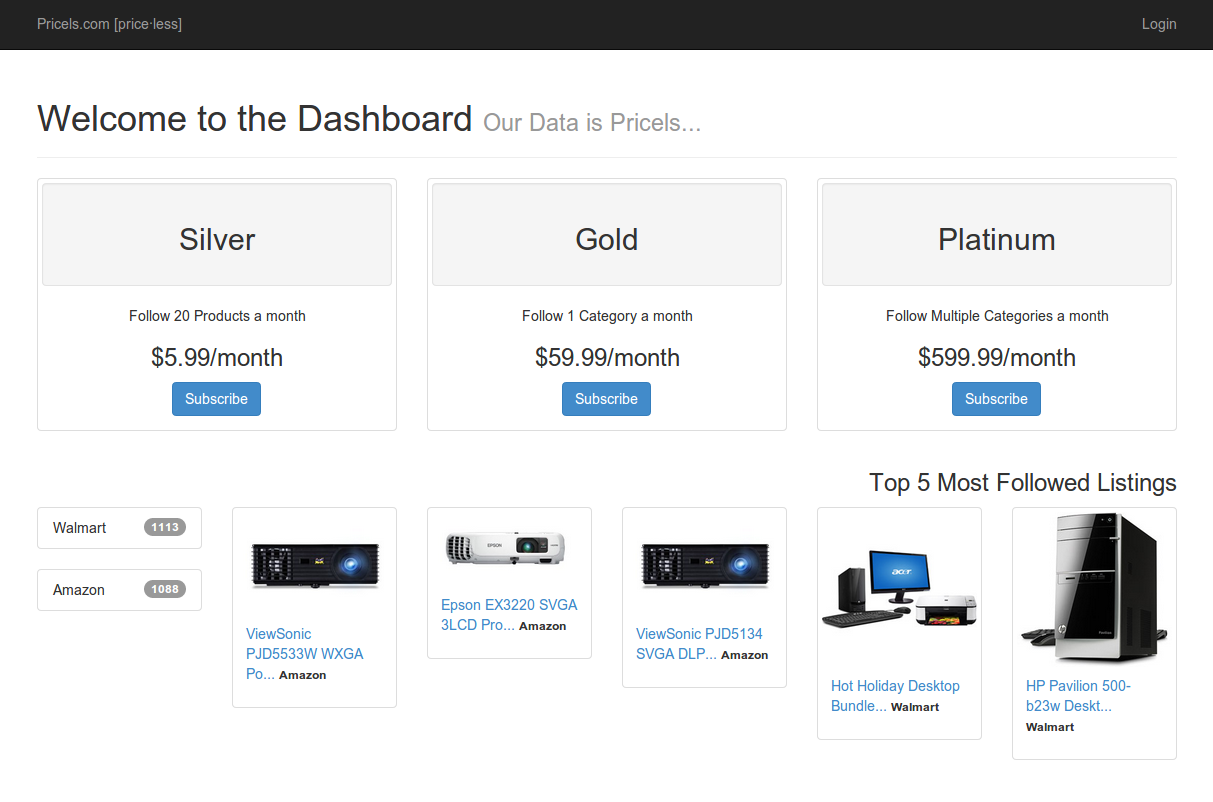 Pricels.com [price·less]
Login
Welcome to the Dashboard Our Data is Pricels...
Silver
Follow 20 Products a month
$5.99/month
Subscribe
Gold
Follow 1 Category a month
$59.99/month
Subscribe
Platinum
Follow Multiple Categories a month
$599.99/month
Subscribe
Top 5 Most Followed Listings
Walmart 1113
Amazon 1088
ViewSonic
PJD5533W WXGA
Po... Amazon
EPSON
Epson EX3220 SVGA
3LCD Pro... Amazon
ViewSonic PJD5134
SVGA DLP... Amazon
acer
Hot Holiday Desktop
Bundle... Walmart
hp
HP Pavilion 500-
b23w Deskt...
Walmart